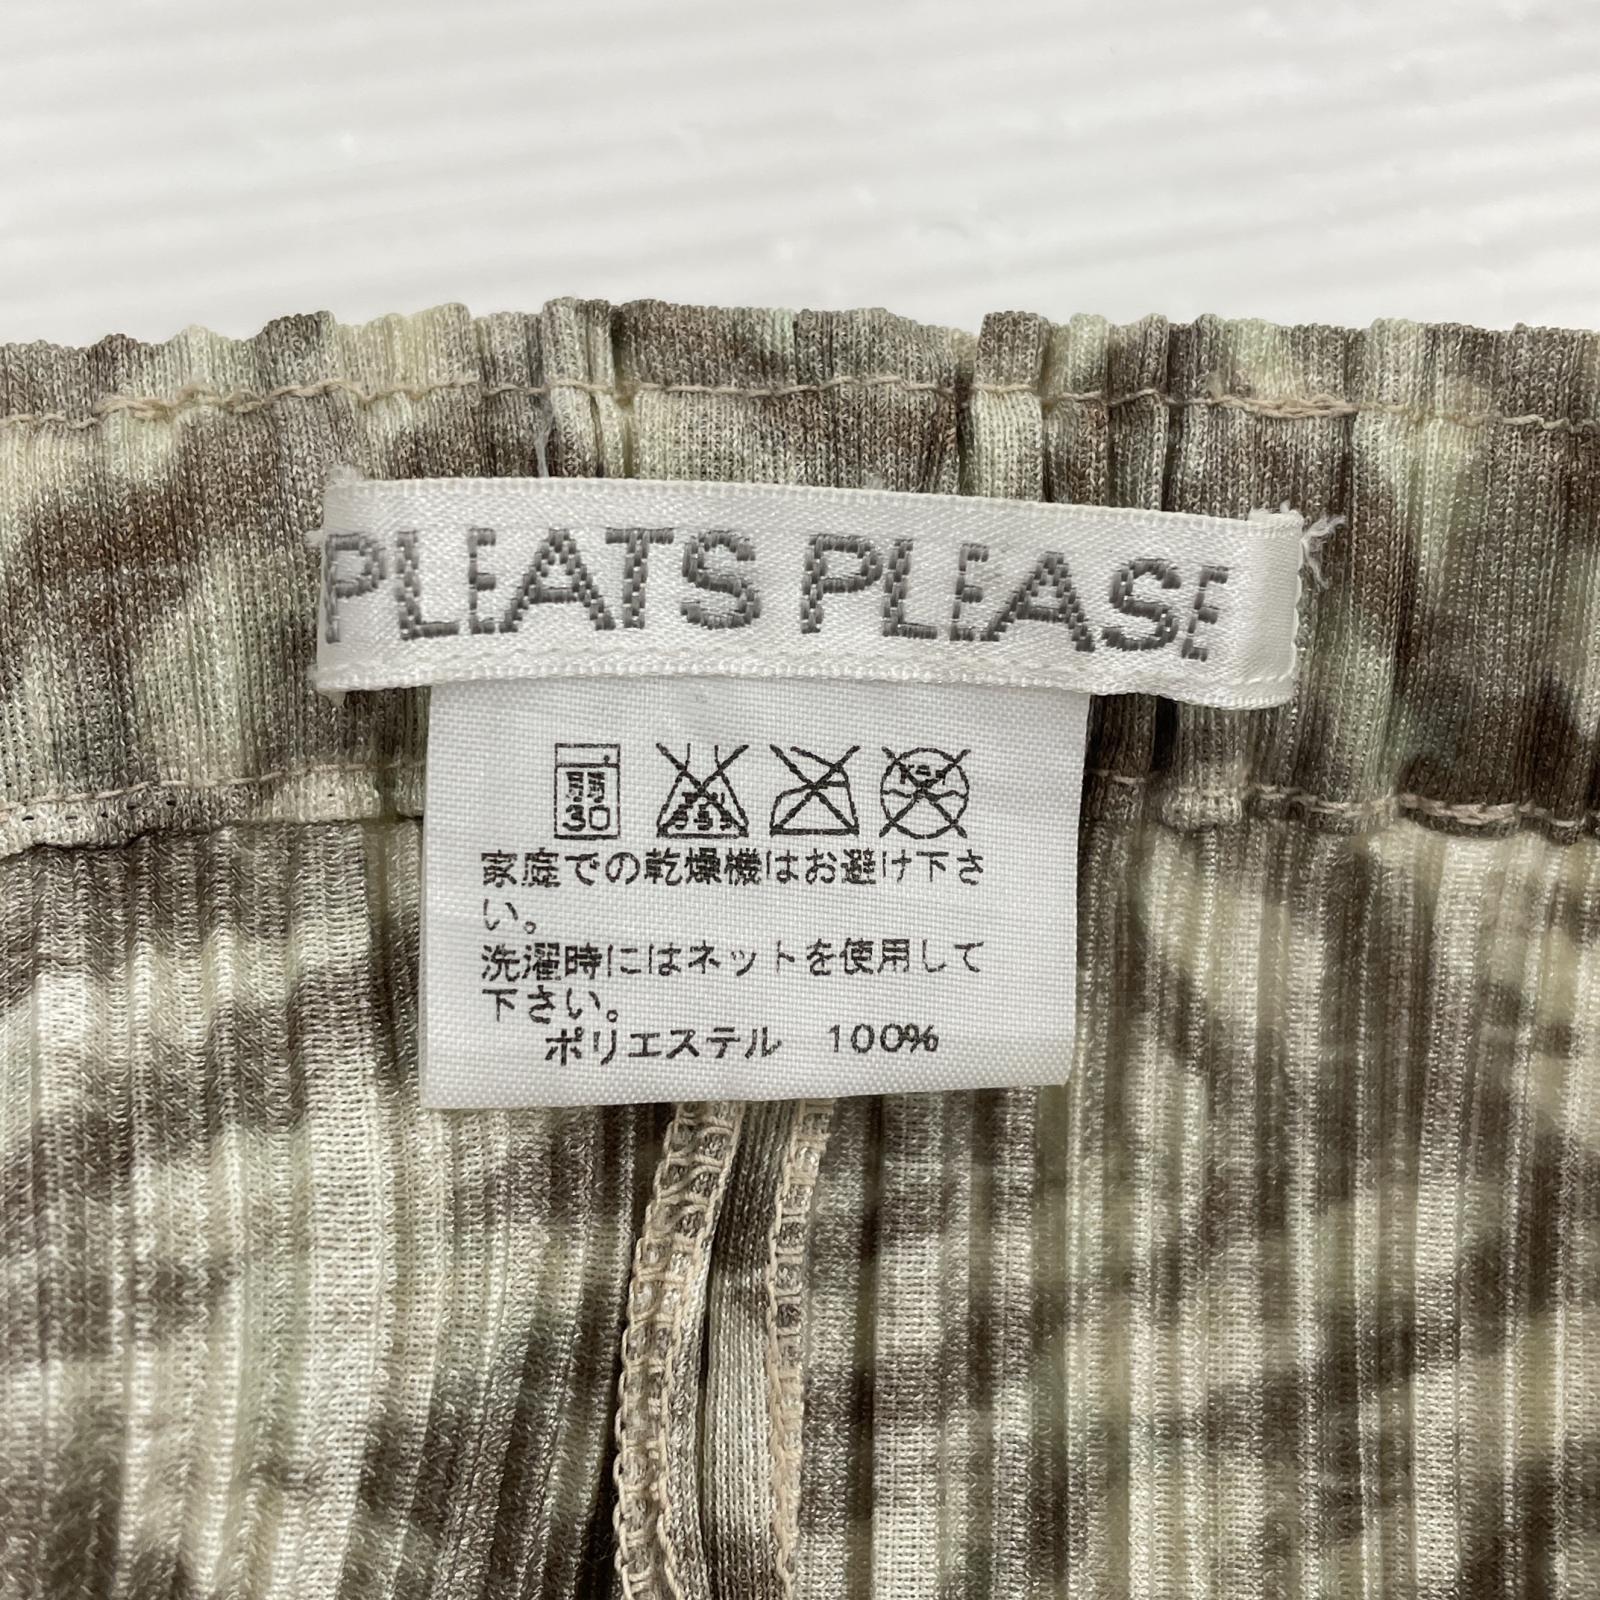 PLEATS PLEASE
弱
30
家庭での乾燥機はお避け下さ
い。
洗濯時にはネットを使用して
下さい。
ポリエステル 100%